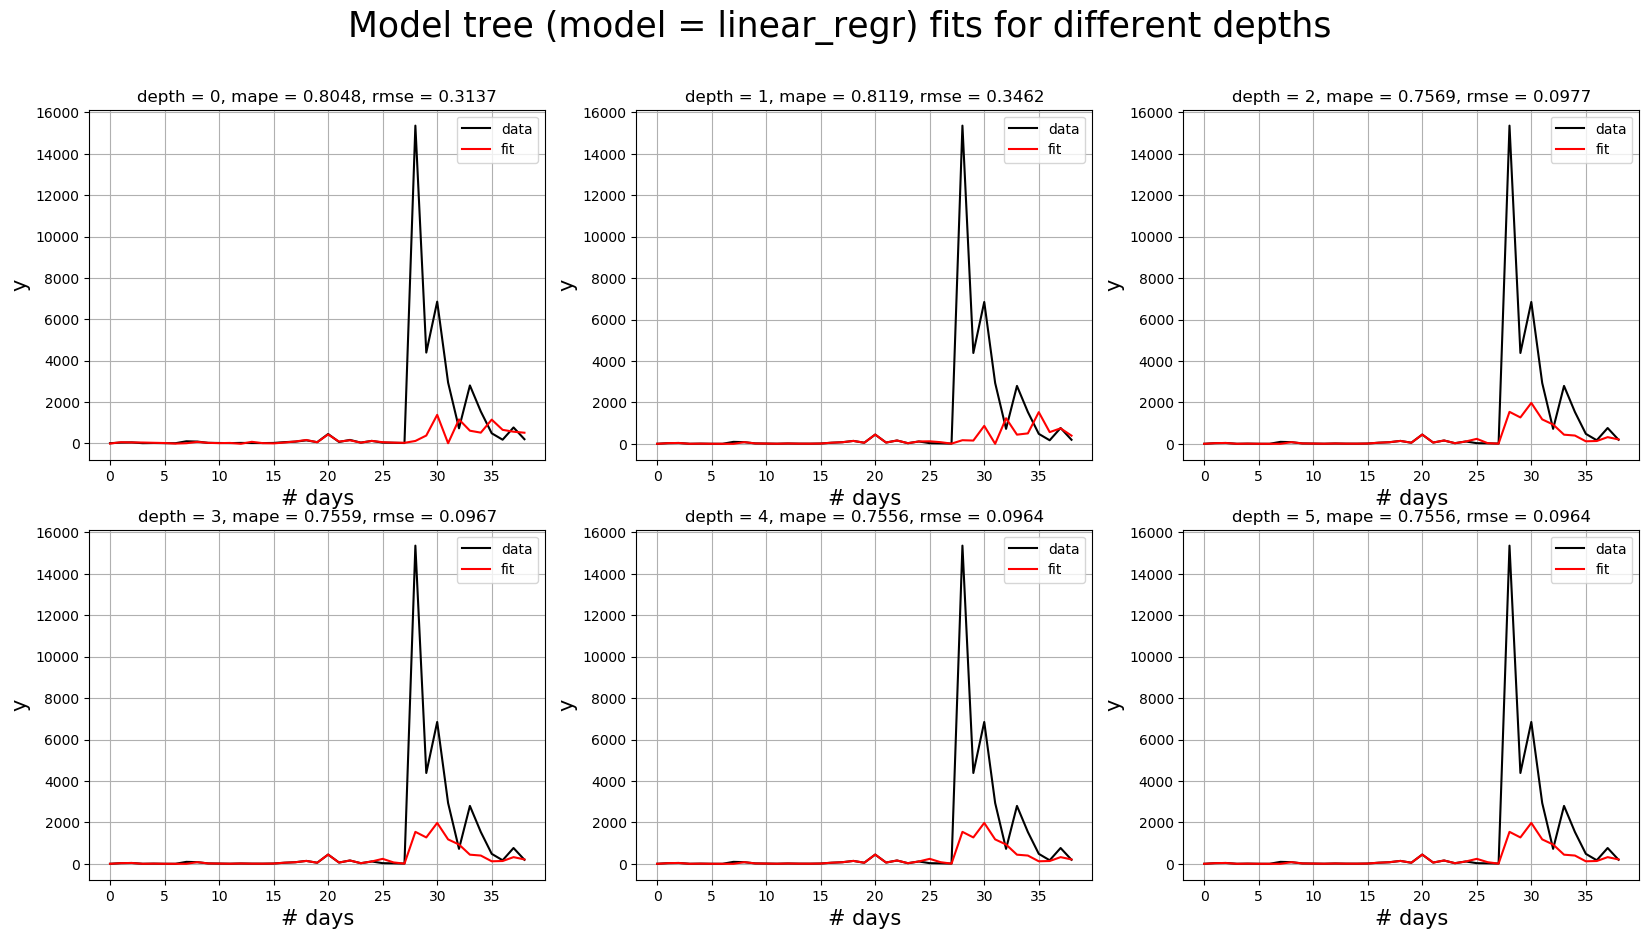 Model tree (model = linear_regr) fits for different depths
depth = 0, mape = 0.8048, rmse = 0.3137
16000
14000
12000
10000
8000
6000
4000
2000
0
y
data
fit
0 5 10 15 20 25 30 35
# days
depth = 1, mape = 0.8119, rmse = 0.3462
16000
14000
12000
10000
8000
6000
4000
2000
0
y
data
fit
0 5 10 15 20 25 30 35
# days
depth = 2, mape = 0.7569, rmse = 0.0977
16000
14000
12000
10000
8000
6000
4000
2000
0
y
data
fit
0 5 10 15 20 25 30 35
# days
depth = 3, mape = 0.7559, rmse = 0.0967
16000
14000
12000
10000
8000
6000
4000
2000
0
y
data
fit
0 5 10 15 20 25 30 35
# days
depth = 4, mape = 0.7556, rmse = 0.0964
16000
14000
12000
10000
8000
6000
4000
2000
0
y
data
fit
0 5 10 15 20 25 30 35
# days
depth = 5, mape = 0.7556, rmse = 0.0964
16000
14000
12000
10000
8000
6000
4000
2000
0
y
data
fit
0 5 10 15 20 25 30 35
# days